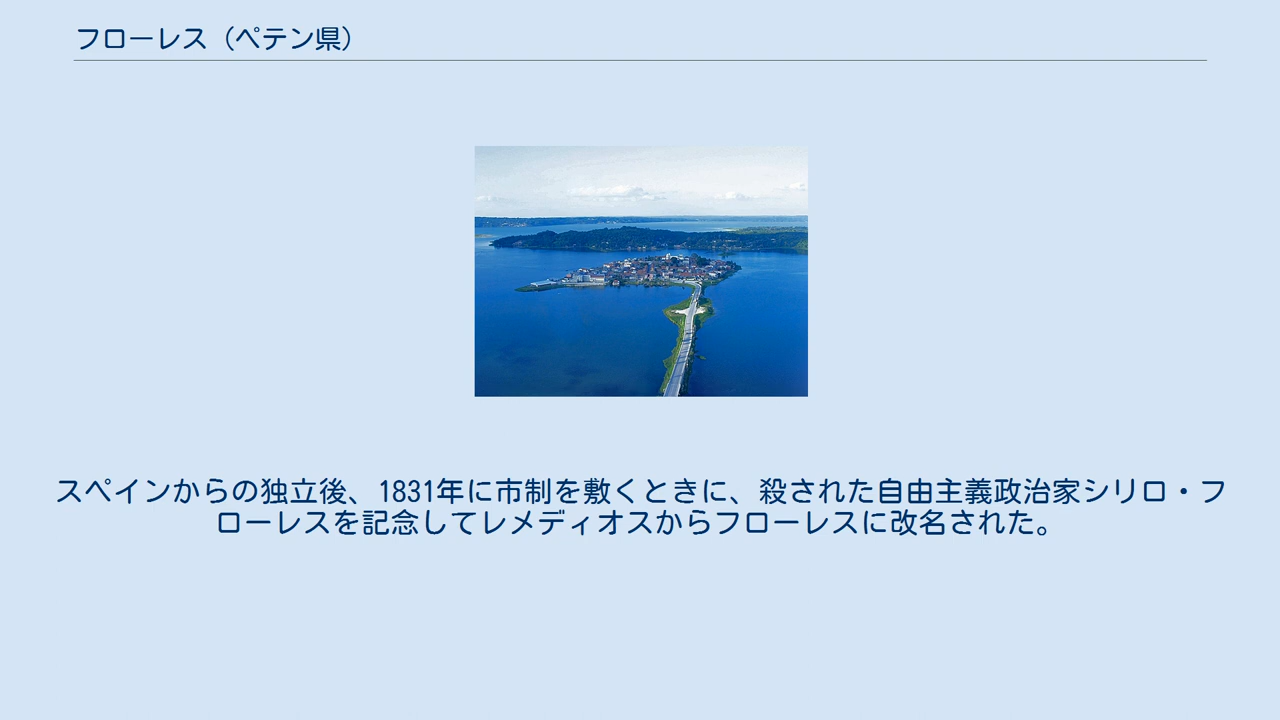 フローレス（ペテン県）
スペインからの独立後、1831年に市制を敷くときに、殺された自由主義政治家シリロ・フ
ローレスを記念してレメディオスからフローレスに改名された。